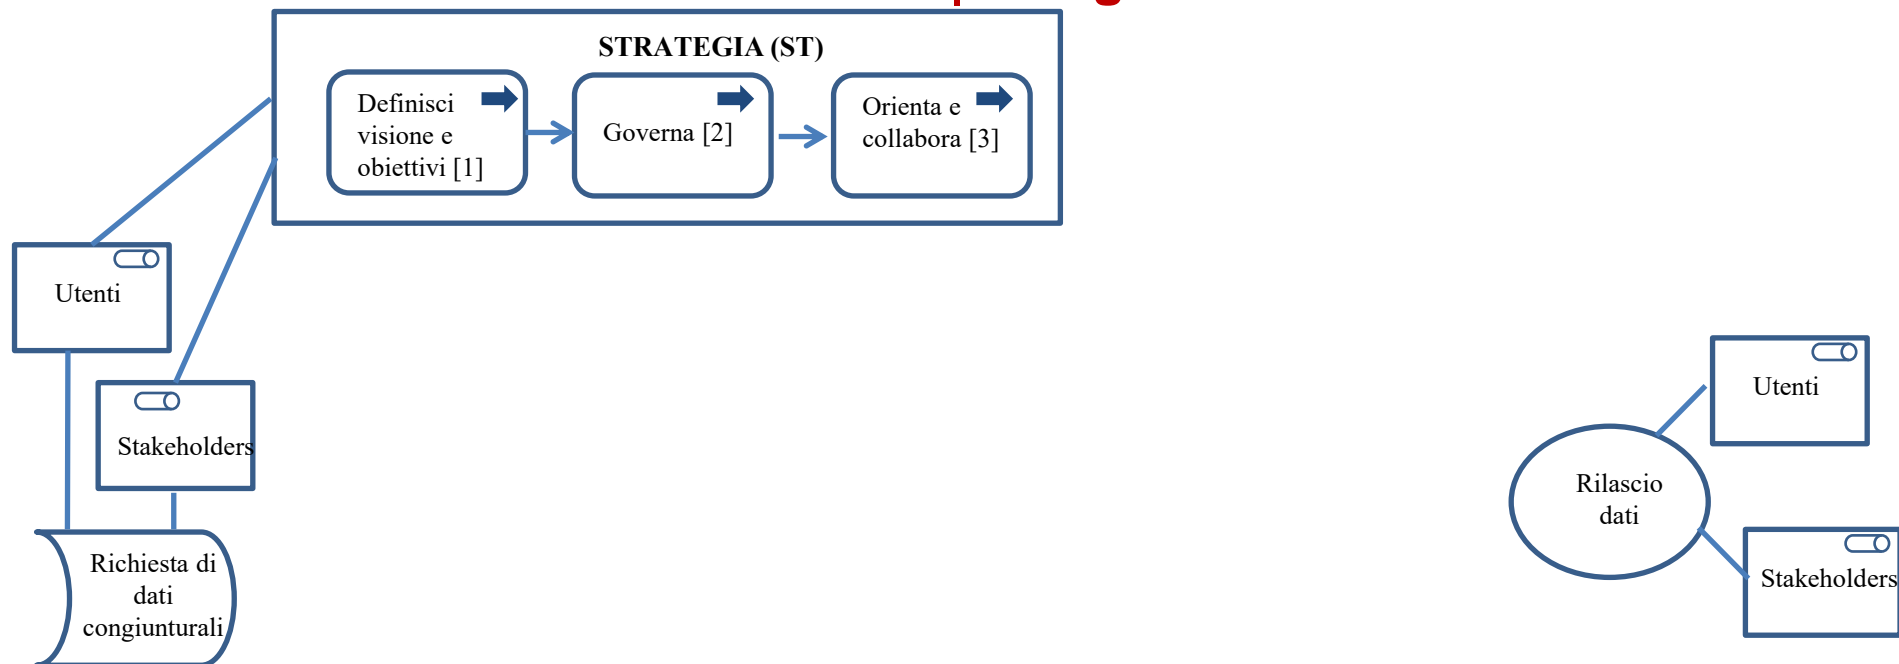 STRATEGIA (ST)
Definisci
visione e
obiettivi [1]
Governa [2]
Orienta e
collabora [3]
Utenti
Stakeholders
Richiesta di
dati
congiunturali
Utenti
Rilascio
dati
Stakeholders